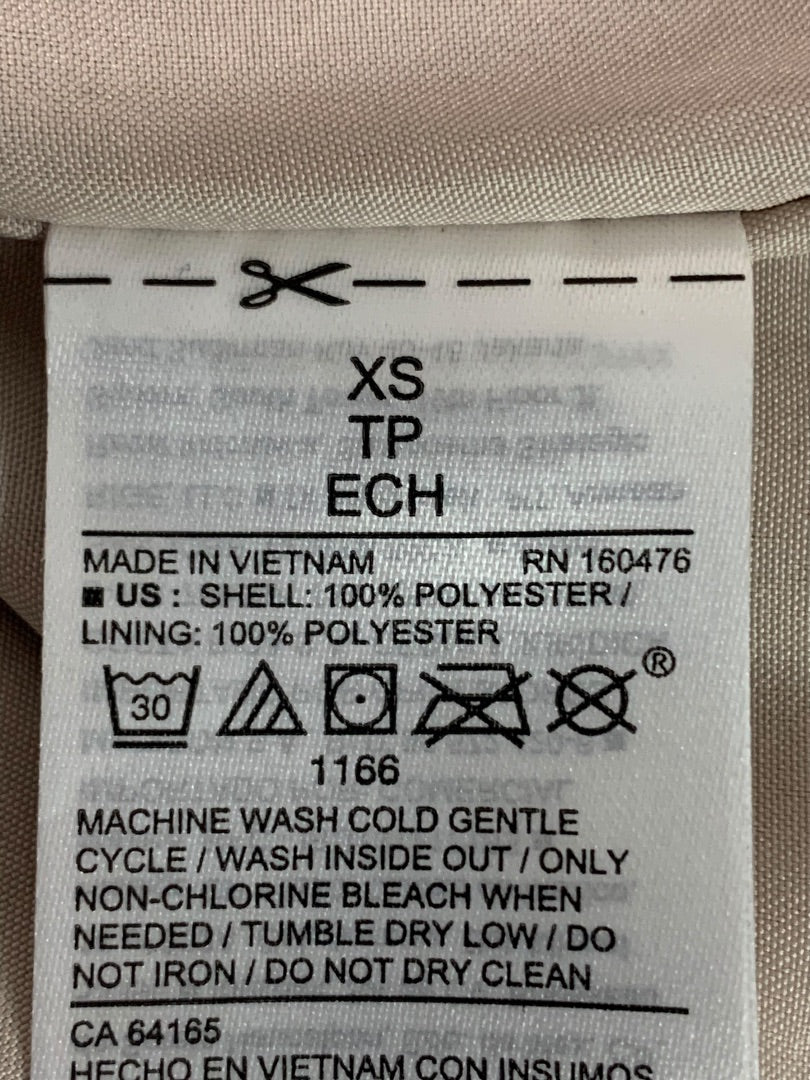 XS
TP
ECH
MADE IN VIETNAM RN 160476
US : SHELL: 100% POLYESTER /
LINING: 100% POLYESTER
30 ®
1166
MACHINE WASH COLD GENTLE
CYCLE / WASH INSIDE OUT / ONLY
NON-CHLORINE BLEACH WHEN
NEEDED / TUMBLE DRY LOW / DO
NOT IRON / DO NOT DRY CLEAN
CA 64165
HECHO EN VIETNAM CON INSUMOS